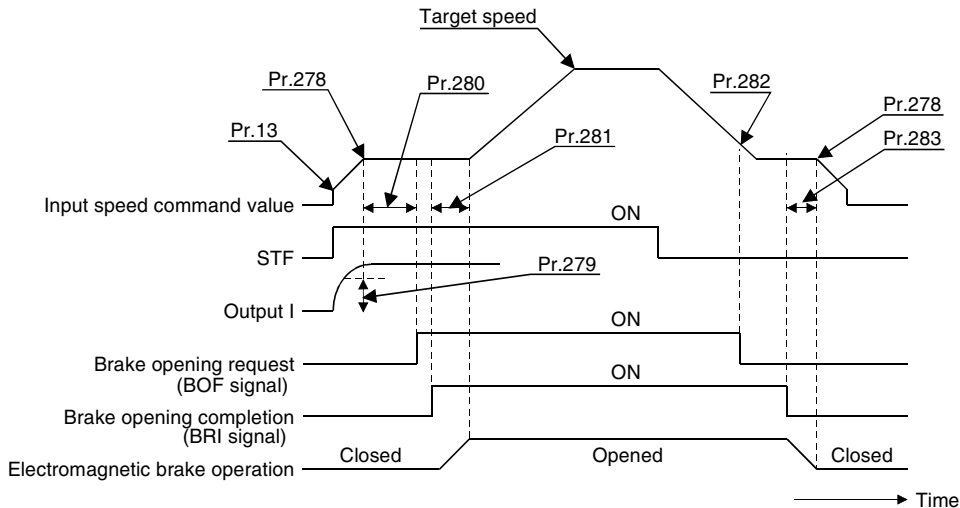 Target speed
Pr.278
Pr.280
Pr.282
Pr.278
Pr.13
Pr.281
Pr.283
Input speed command value
ON
STF
Pr.279
Output I
ON
Brake opening request
(BOF signal)
ON
Brake opening completion
(BRI signal)
Closed
Opened
Closed
Electromagnetic brake operation
Time